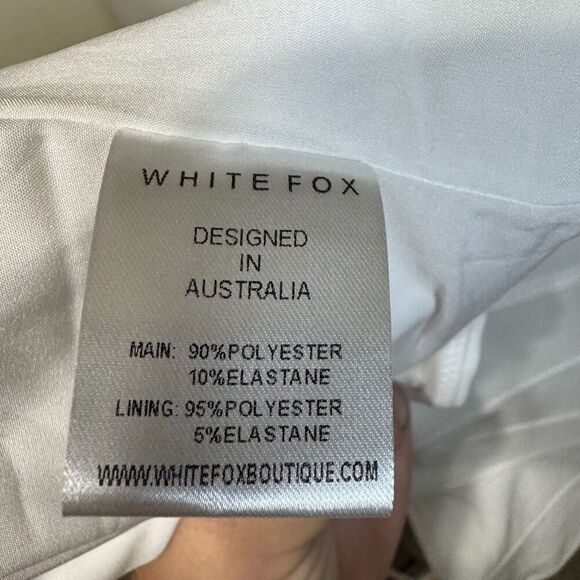 WHITE FOX
DESIGNED
IN
AUSTRALIA
MAIN: 90%POLYESTER
10%ELASTANE
LINING: 95%POLYESTER
5%ELASTANE
WWW.WHITEFOXBOUTIQUE.COM